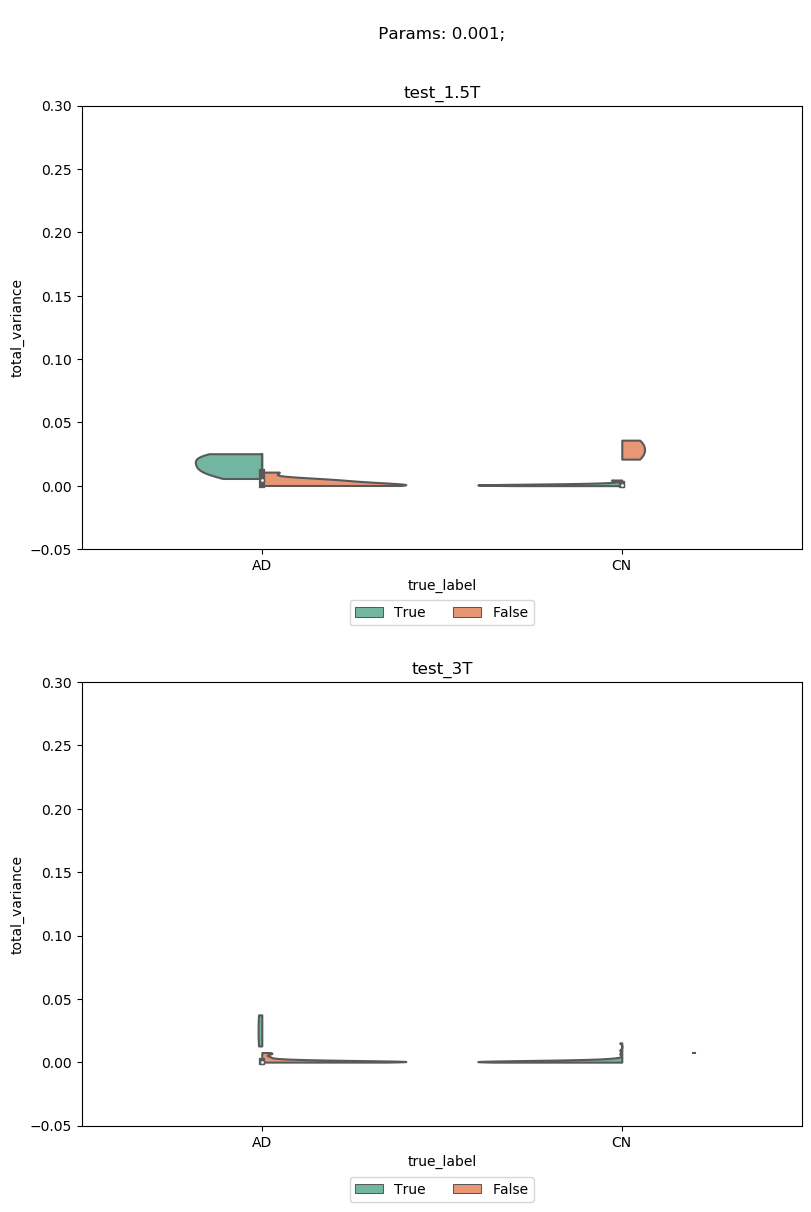 Params: 0.001;
test_1.5T
0.30
0.25
0.20
0.15
0.10
0.05
0.00
−0.05
total_variance
AD CN
true_label
True False
test_3T
0.30
0.25
0.20
0.15
0.10
0.05
0.00
−0.05
total_variance
AD CN
true_label
True False